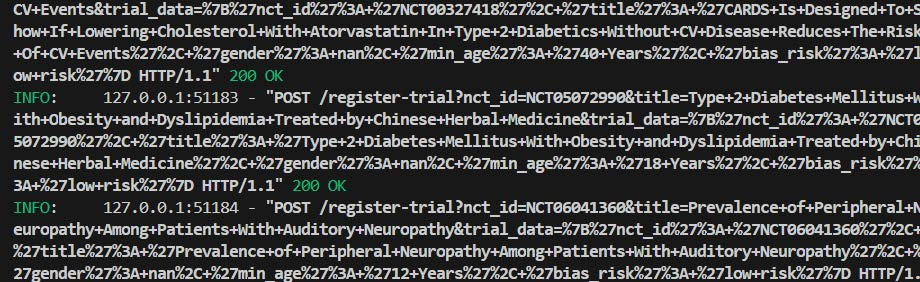 CV+Events&trial_data=%7B%27nct_id%27%3A+%27NCT00327418%27%2C+%27title%27%3A+%27CARDS+Is+Designed+To+S
how+If+Lowering+Cholesterol+With+Atorvastatin+In+Type+2+Diabetics+Without+CV+Disease+Reduces+The+Risk
+Of+CV+Events%27%2C+%27gender%27%3A+nan%2C+%27min_age%27%3A+%2740+Years%27%2C+%27bias_risk%27%3A+%27l
ow+risk%27%7D HTTP/1.1" 200 OK
INFO: 127.0.0.1:51183 - "POST /register-trial?nct_id=NCT05072990&title=Type+2+Diabetes+Mellitus+W
ith+Obesity+and+Dyslipidemia+Treated+by+Chinese+Herbal+Medicine&trial_data=%7B%27nct_id%27%3A+%27NCT0
5072990%27%2C+%27title%27%3A+%27Type+2+Diabetes+Mellitus+With+Obesity+and+Dyslipidemia+Treated+by+Chi
nese+Herbal+Medicine%27%2C+%27gender%27%3A+nan%2C+%27min_age%27%3A+%2718+Years%27%2C+%27bias_risk%27%
3A+%27low+risk%27%7D HTTP/1.1" 200 OK
INFO: 127.0.0.1:51184 - "POST /register-trial?nct_id=NCT06041360&title=Prevalence+of+Peripheral+N
europathy+Among+Patients+With+Auditory+Neuropathy&trial_data=%7B%27nct_id%27%3A+%27NCT06041360%27%2C+
%27title%27%3A+%27Prevalence+of+Peripheral+Neuropathy+Among+Patients+With+Auditory+Neuropathy%27%2C+%
27gender%27%3A+nan%2C+%27min_age%27%3A+%2712+Years%27%2C+%27bias_risk%27%3A+%27low+risk%27%7D HTTP/1.